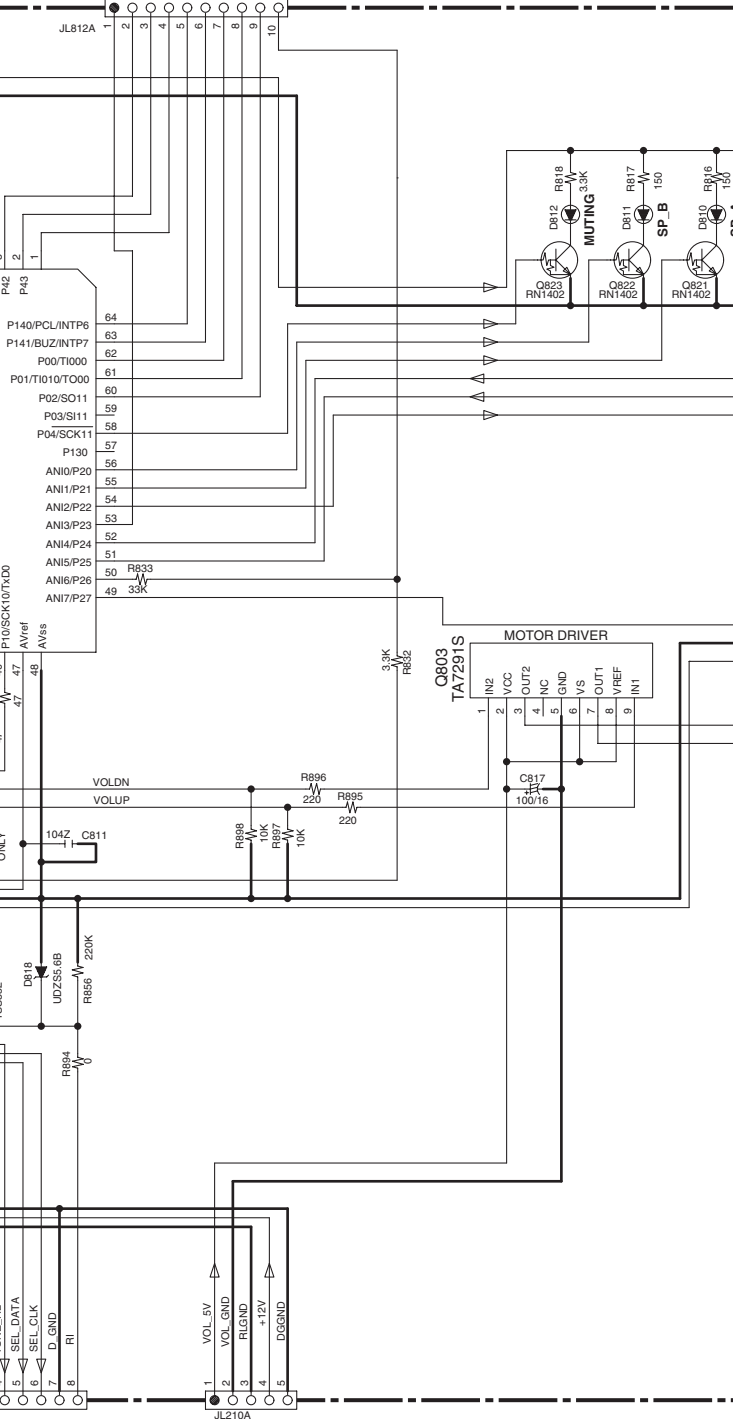 JL812A
1 2 3 4 5 6 7 8 9 10
R818 3.3K
D812
MUTING
Q823
RN1402
R817 150
D811
SP_B
Q822
RN1402
R816 150
D810
Q821
RN1402
P42
P43
2
1
P140/PCL/INTP6 64
P141/BUZ/INTP7 63
P00/TI000 62
P01/TI010/TO00 61
P02/SO11 60
P03/SI11 59
P04/SCK11 58
P130 57
ANI0/P20 56
ANI1/P21 55
ANI2/P22 54
ANI3/P23 53
ANI4/P24 52
ANI5/P25 51
ANI6/P26 50
ANI7/P27 49
R833
33K
P10/SCK10/TxD0
AVref
AVss
47
48
47
3.3K
R832
Q803
TA7291S
MOTOR DRIVER
IN2 VCC OUT2 NC GND VS OUT1 VREF IN1
1 2 3 4 5 6 7 8 9
C817
+
100/16
VOLDN
VOLUP
R896
220
R895
220
R898
10K
R897
10K
ONLY
104Z C811
D818
UDZS5.6B
220K
R856
R894
0
SEL_DATA
SEL_CLK
D_GND
RI
5 6 7 8
VOL_5V
VOL_GND
RLGND
+12V
DGGND
1 2 3 4 5
JL210A